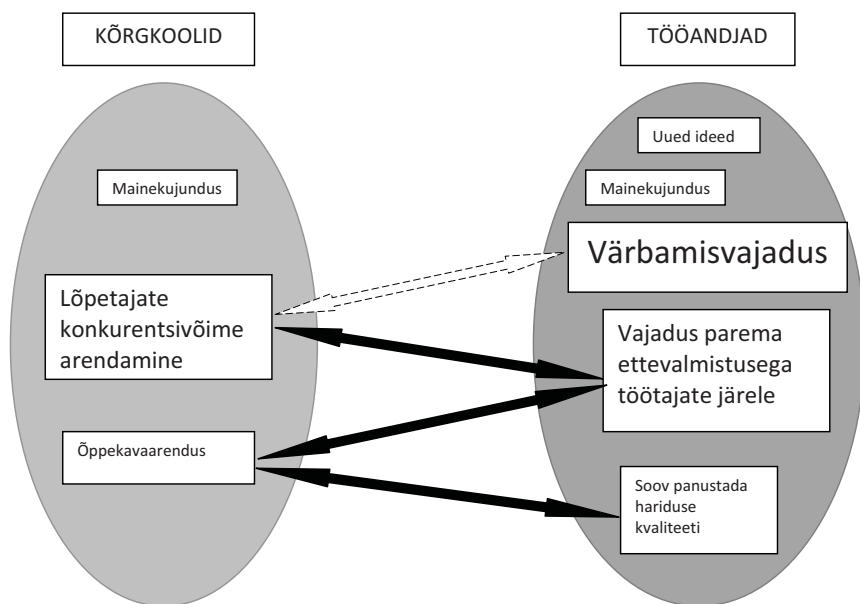 KÕRGKOOLID
Mainekujundus
Lõpetajate
konkurentsivõime
arendamine
Õppekavaarendus
TÖÖANDJAD
Uued ideed
Mainekujundus
Värbamisvajadus
Vajadus parema
ettevalmistusega
töötajate järele
Soov panustada
hariduse
kvaliteeti